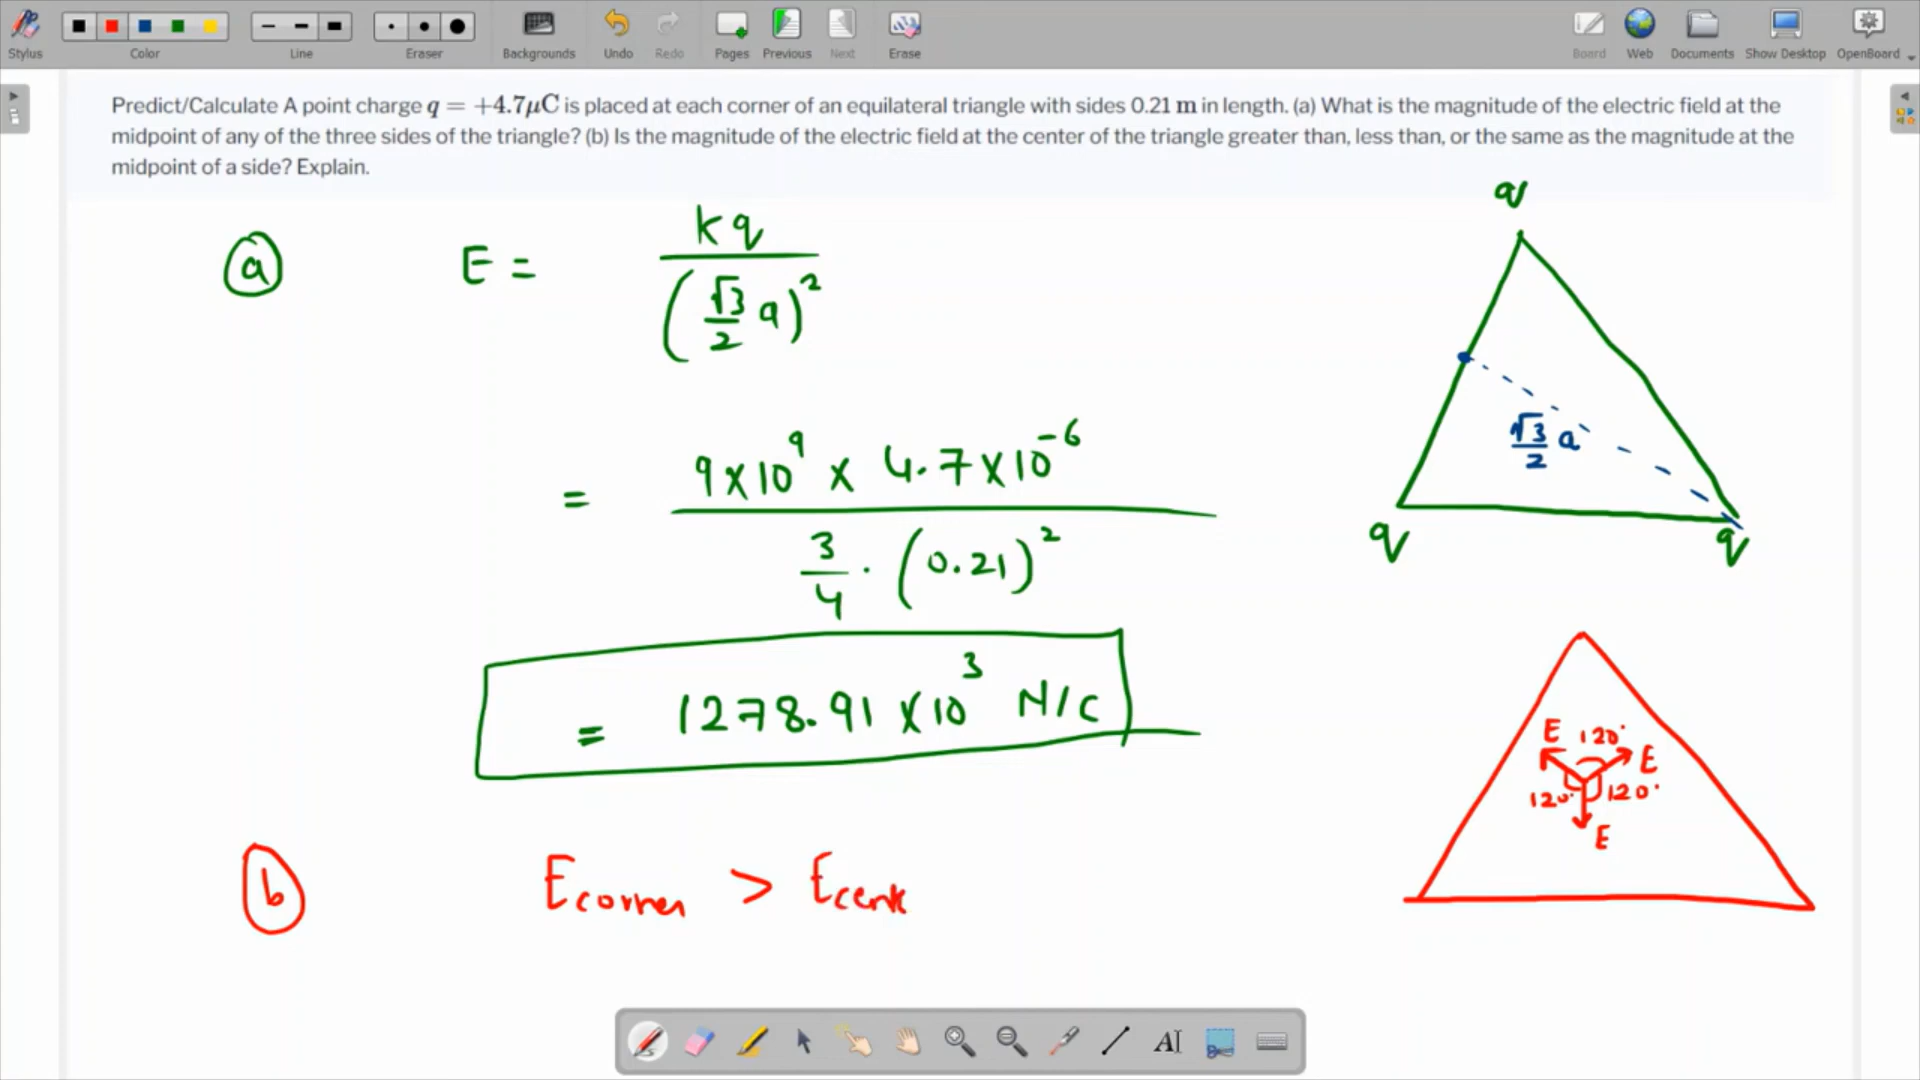 Stylus
Color
Line
Eraser
Backgrounds
Undo
Redo
Pages
Previous
Next
Erase
Board
Web
Documents
Show Desktop
OpenBoard
Predict/Calculate A point charge q = +4.7μC is placed at each corner of an equilateral triangle with sides 0.21 m in length. (a) What is the magnitude of the electric field at the
midpoint of any of the three sides of the triangle? (b) Is the magnitude of the electric field at the center of the triangle greater than, less than, or the same as the magnitude at the
midpoint of a side? Explain.
a
E = kq / (√3/2 a)²
= 9×10⁹ × 4.7×10⁻⁶ / 3/4 · (0.21)²
= 1278.91 × 10³ N/C
q
√3/2 a
q
q
E 120° E
120° 120°
E
b
Ecorner > Ecente
AI